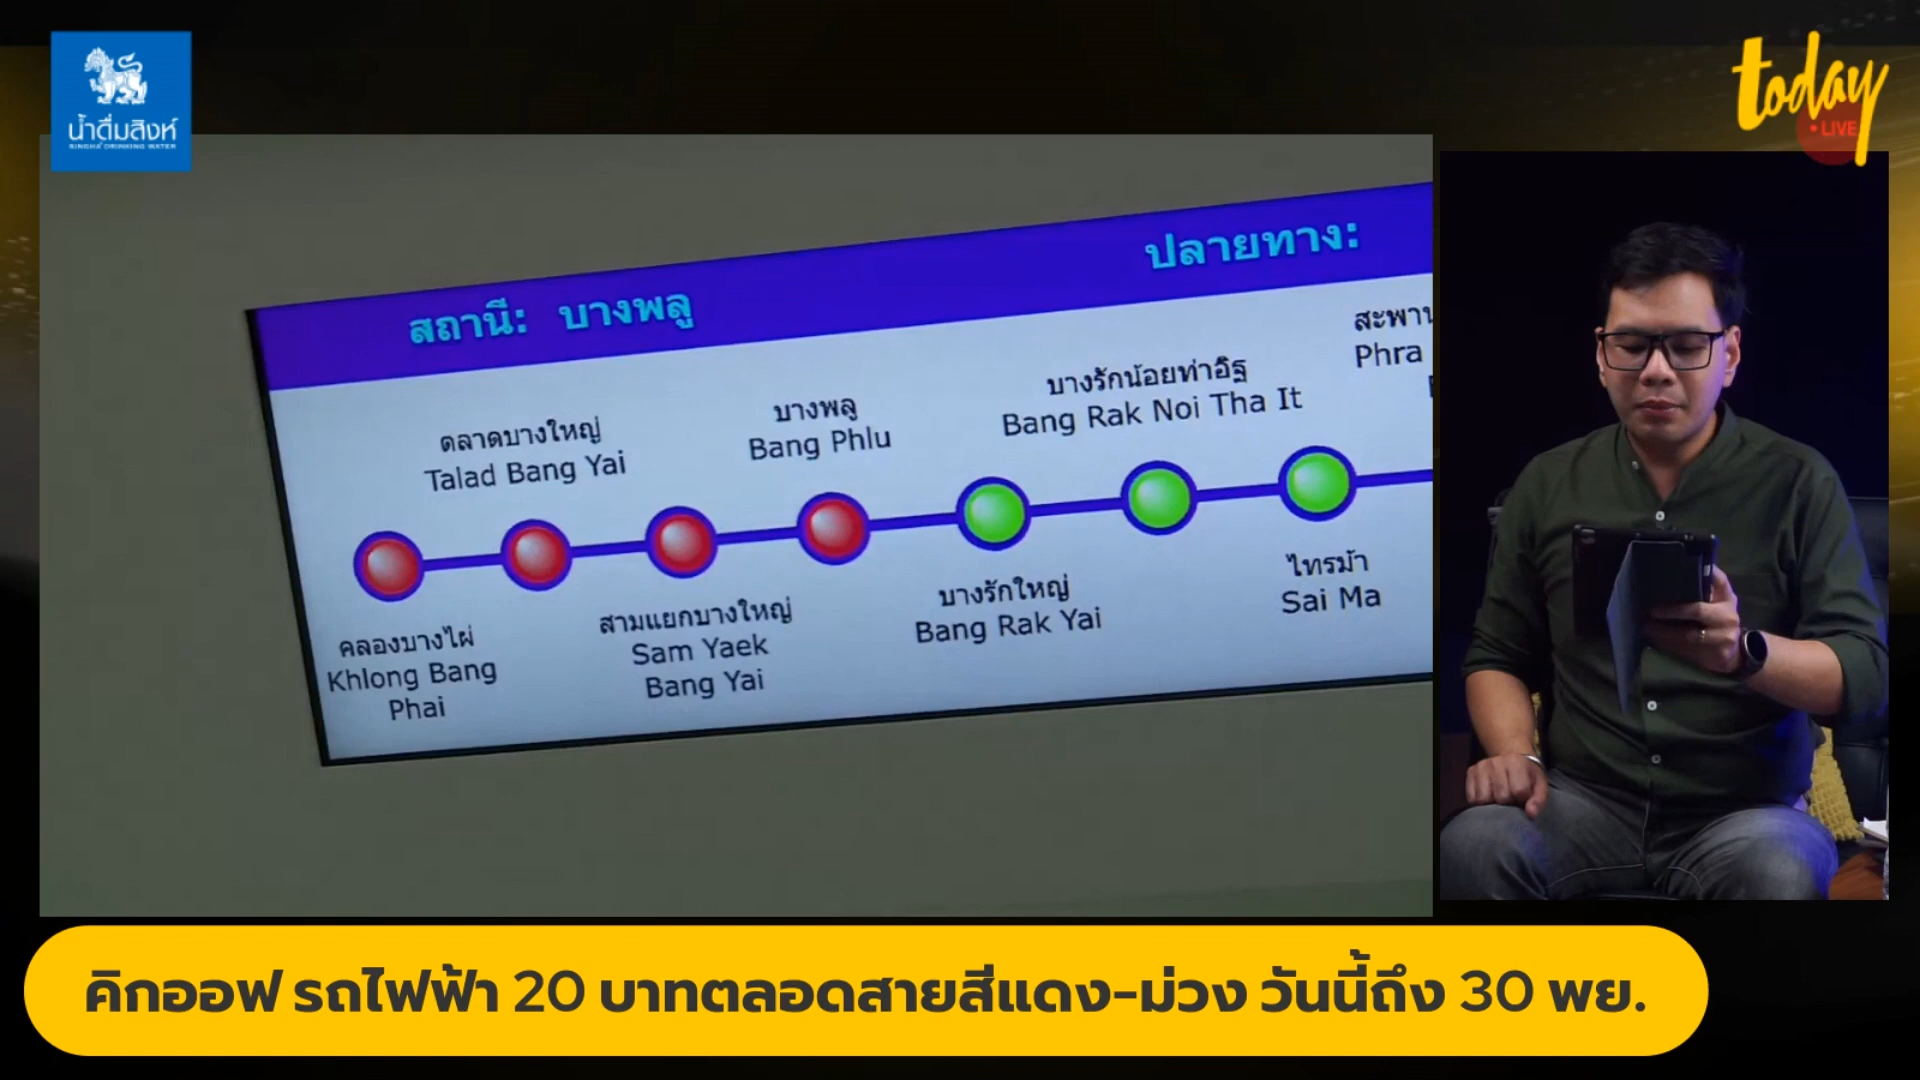 น้ำดื่มสิงห์
SINGHA DRINKING WATER
today
• LIVE
สถานี: บางพลู
ปลายทาง:
ตลาดบางใหญ่
Talad Bang Yai
บางพลู
Bang Phlu
บางรักน้อยท่าอิฐ
Bang Rak Noi Tha It
Phra
คลองบางไผ่
Khlong Bang
Phai
สามแยกบางใหญ่
Sam Yaek
Bang Yai
บางรักใหญ่
Bang Rak Yai
ไทรม้า
Sai Ma
คิกออฟ รถไฟฟ้า 20 บาทตลอดสายสีแดง-ม่วง วันนี้ถึง 30 พย.